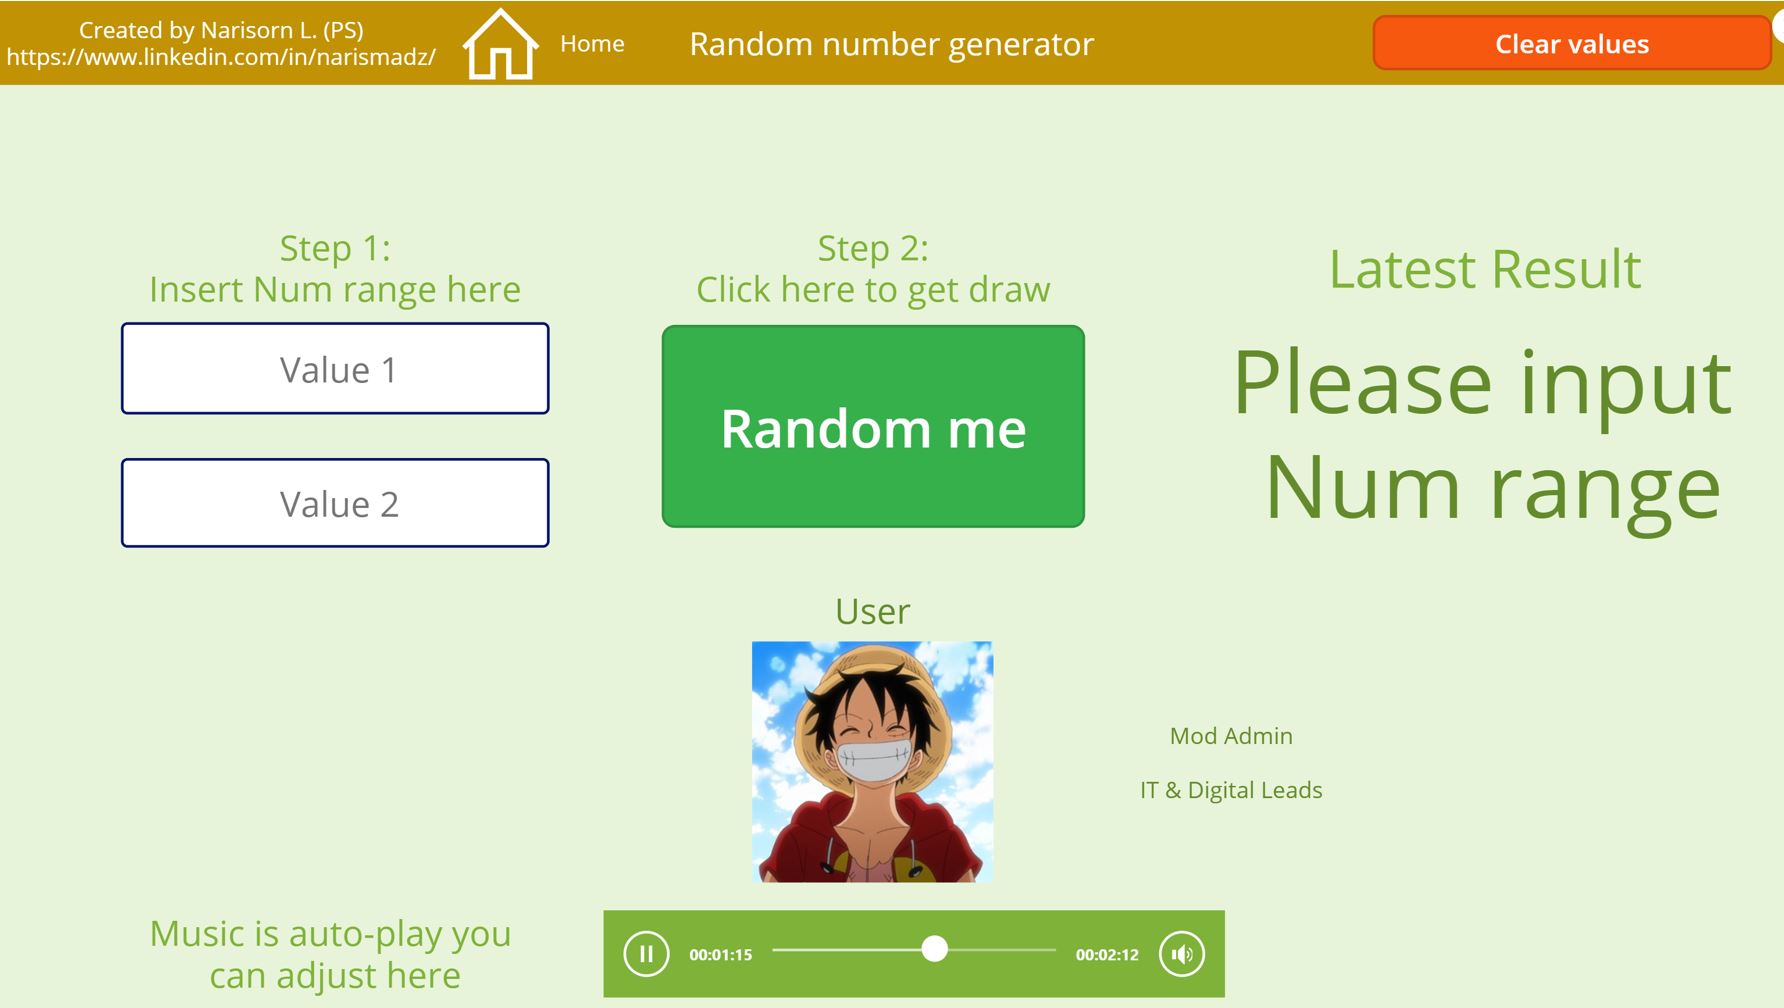 Created by Narisorn L. (PS)
https://www.linkedin.com/in/narismadz/
Home
Random number generator
Clear values
Step 1:
Insert Num range here
Value 1
Value 2
Step 2:
Click here to get draw
Random me
Latest Result
Please input
Num range
User
Mod Admin
IT & Digital Leads
Music is auto-play you
can adjust here
00:01:15
00:02:12